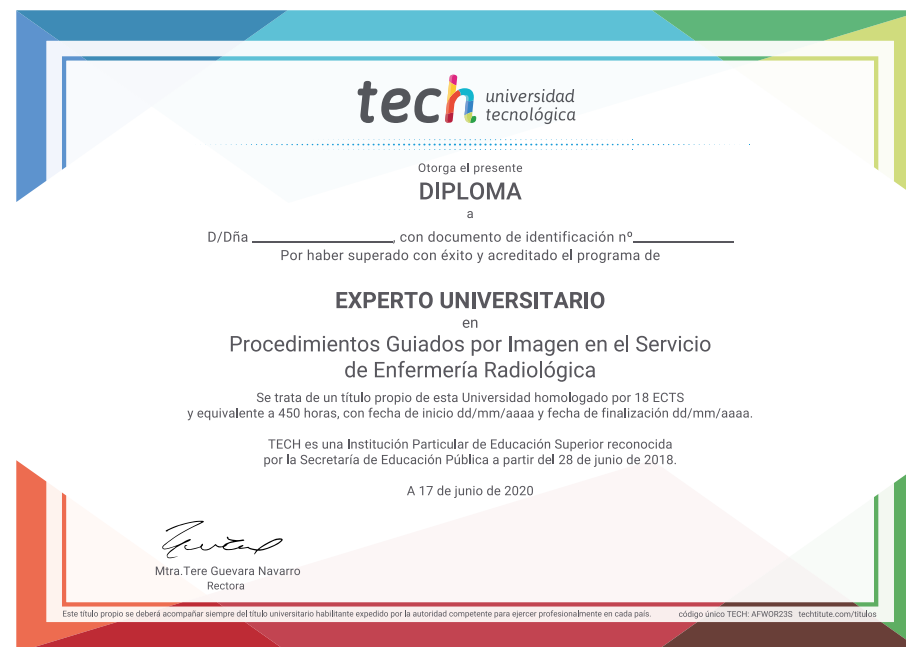 tech universidad
tecnológica
Otorga el presente
DIPLOMA
a
D/Dña ____________________, con documento de identificación nº______________
Por haber superado con éxito y acreditado el programa de
EXPERTO UNIVERSITARIO
en
Procedimientos Guiados por Imagen en el Servicio
de Enfermería Radiológica
Se trata de un título propio de esta Universidad homologado por 18 ECTS
y equivalente a 450 horas, con fecha de inicio dd/mm/aaaa y fecha de finalización dd/mm/aaaa.
TECH es una Institución Particular de Educación Superior reconocida
por la Secretaría de Educación Pública a partir del 28 de junio de 2018.
A 17 de junio de 2020
Mtra.Tere Guevara Navarro
Rectora
Este título propio se deberá acompañar siempre del título universitario habilitante expedido por la autoridad competente para ejercer profesionalmente en cada país. código único TECH: AFWOR23S techtitute.com/titulos